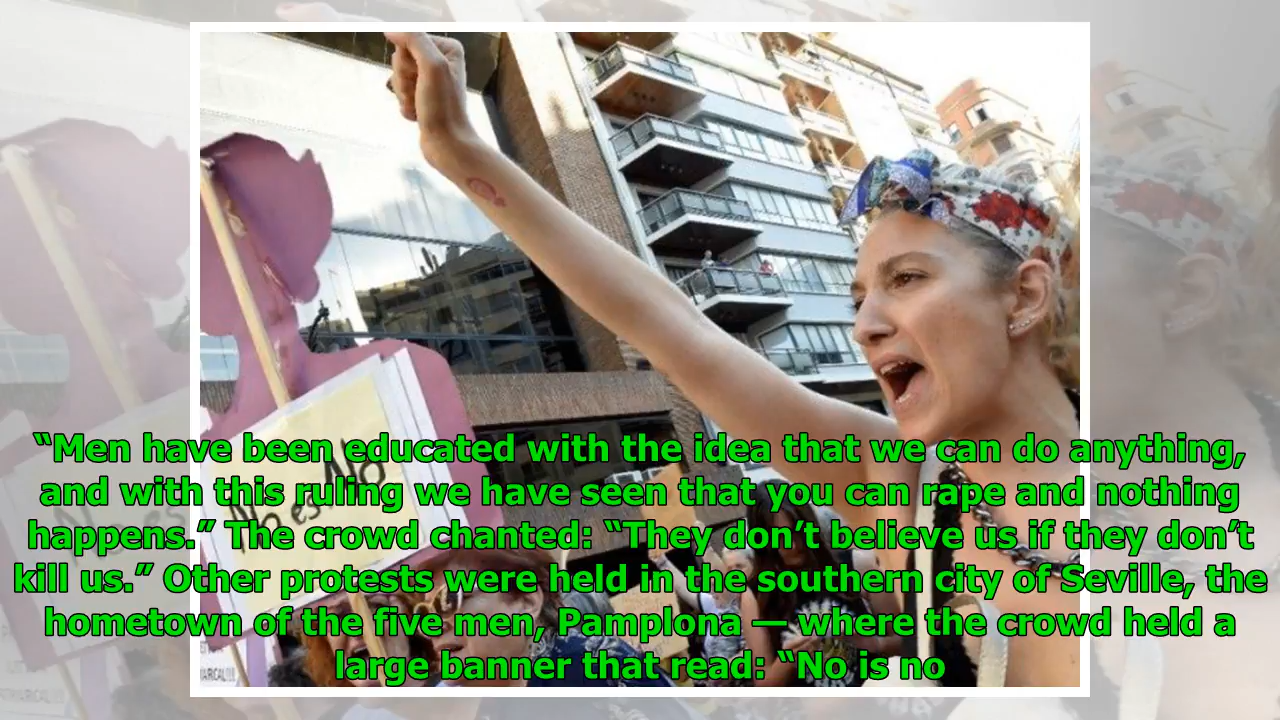 “Men have been educated with the idea that we can do anything,
and with this ruling we have seen that you can rape and nothing
happens.” The crowd chanted: “They don’t believe us if they don’t
kill us.” Other protests were held in the southern city of Seville, the
hometown of the five men, Pamplona — where the crowd held a
large banner that read: “No is no
No es No